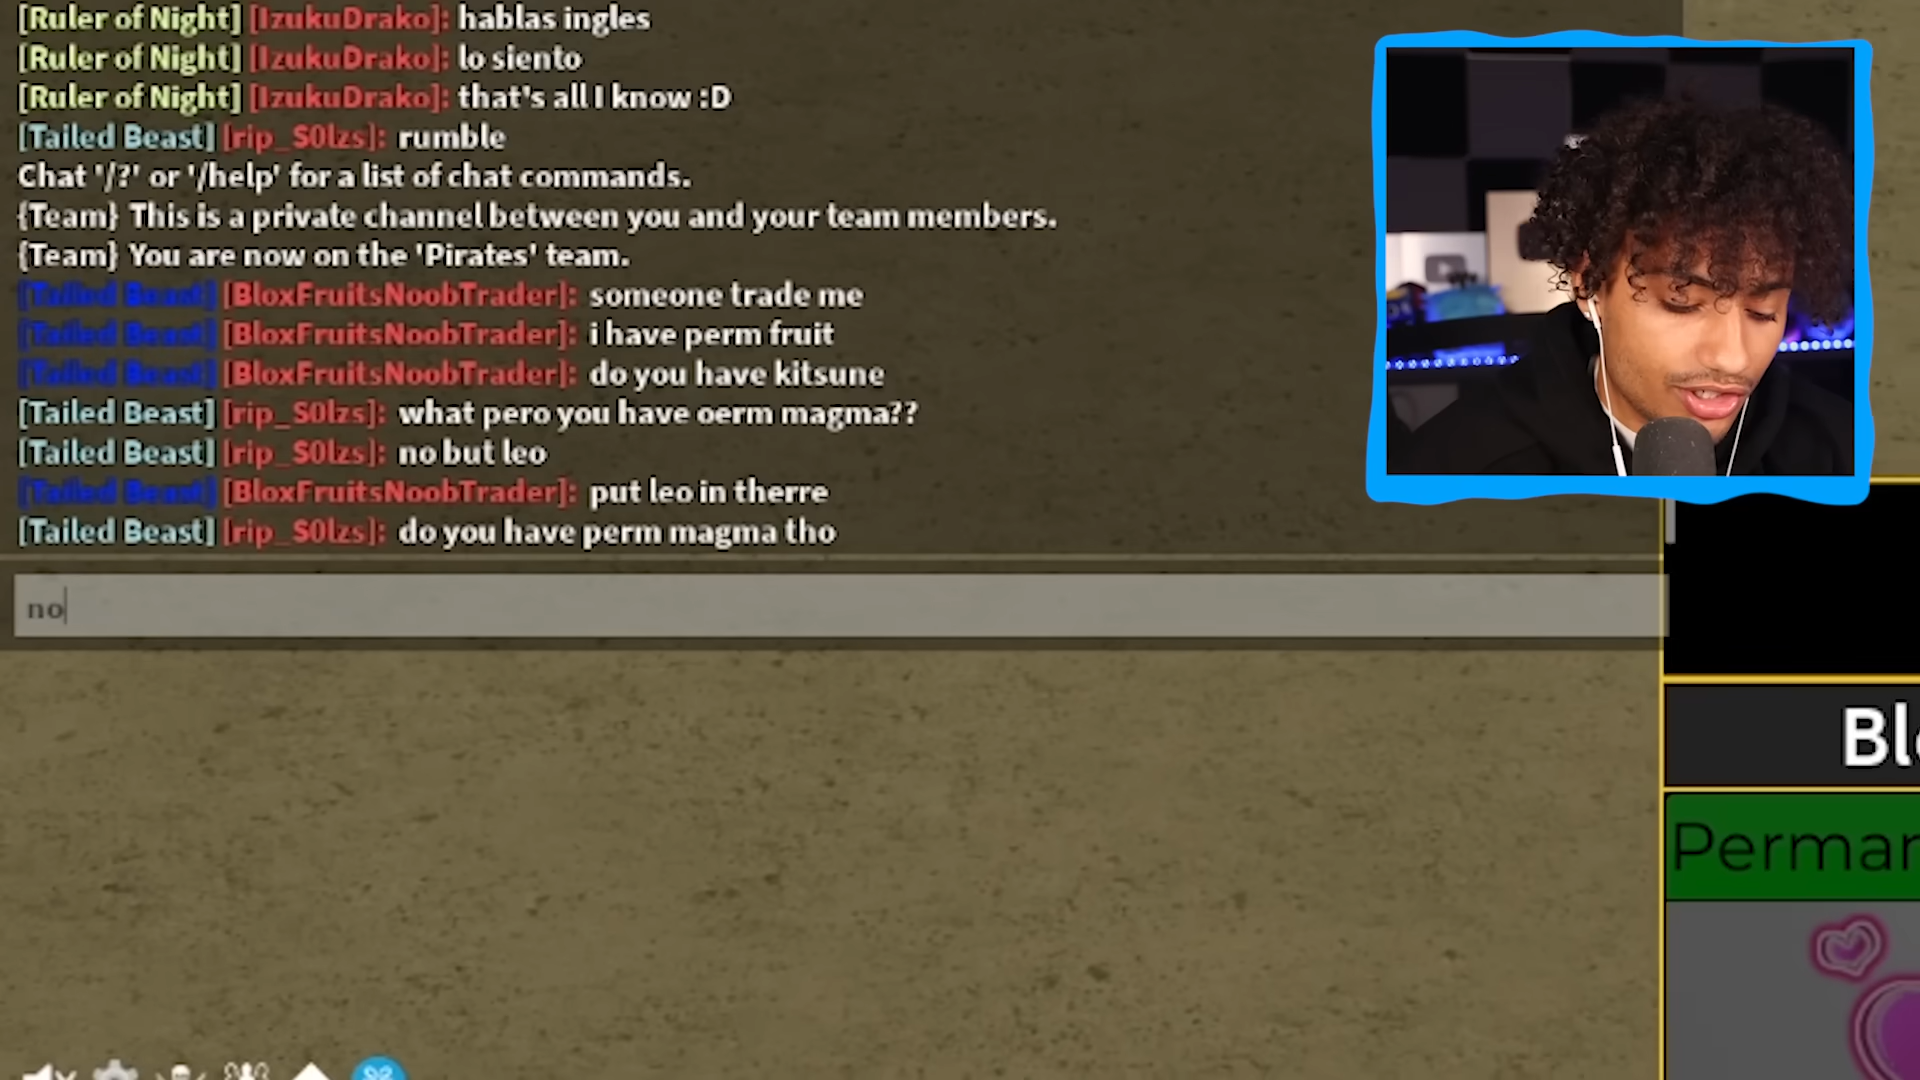 [Ruler of Night] [IzukuDrako]: hablas ingles
[Ruler of Night] [IzukuDrako]: lo siento
[Ruler of Night] [IzukuDrako]: that's all I know :D
[Tailed Beast] [rip_S0lzs]: rumble
Chat '/?' or '/help' for a list of chat commands.
{Team} This is a private channel between you and your team members.
{Team} You are now on the 'Pirates' team.
[Tailed Beast] [BloxFruitsNoobTrader]: someone trade me
[Tailed Beast] [BloxFruitsNoobTrader]: i have perm fruit
[Tailed Beast] [BloxFruitsNoobTrader]: do you have kitsune
[Tailed Beast] [rip_S0lzs]: what pero you have oerm magma??
[Tailed Beast] [rip_S0lzs]: no but leo
[Tailed Beast] [BloxFruitsNoobTrader]: put leo in therre
[Tailed Beast] [rip_S0lzs]: do you have perm magma tho
no